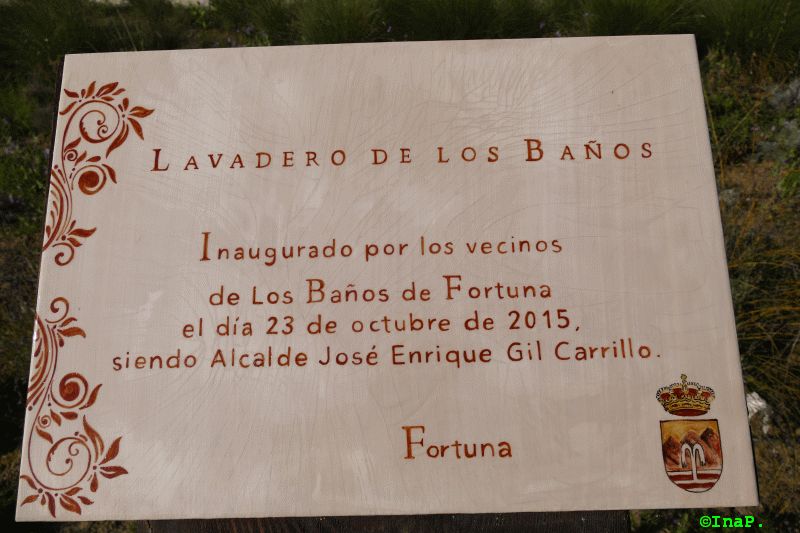 LAVADERO DE LOS BAÑOS
Inaugurado por los vecinos
de Los Baños de Fortuna
el día 23 de octubre de 2015,
siendo Alcalde José Enrique Gil Carrillo.
Fortuna
©InaP.